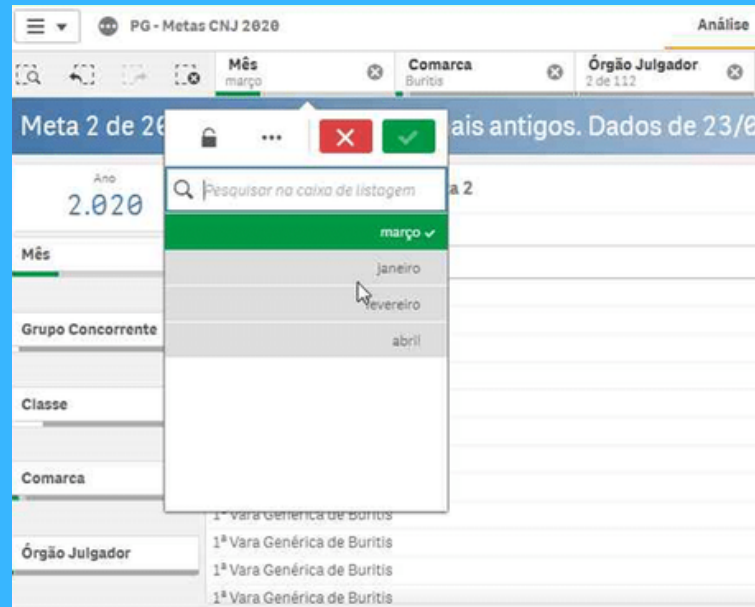 PG - Metas CNJ 2020
Análise
Mês
março
Comarca
Buritis
Órgão Julgador
2 de 112
Meta 2 de 2
ais antigos. Dados de 23/0
Ano
2.020
Pesquisar na caixa de listagem
a 2
março
janeiro
fevereiro
abril
Mês
Grupo Concorrente
Classe
Comarca
Órgão Julgador
1ª Vara Genérica de Buritis
1ª Vara Genérica de Buritis
1ª Vara Genérica de Buritis
1ª Vara Genérica de Buritis